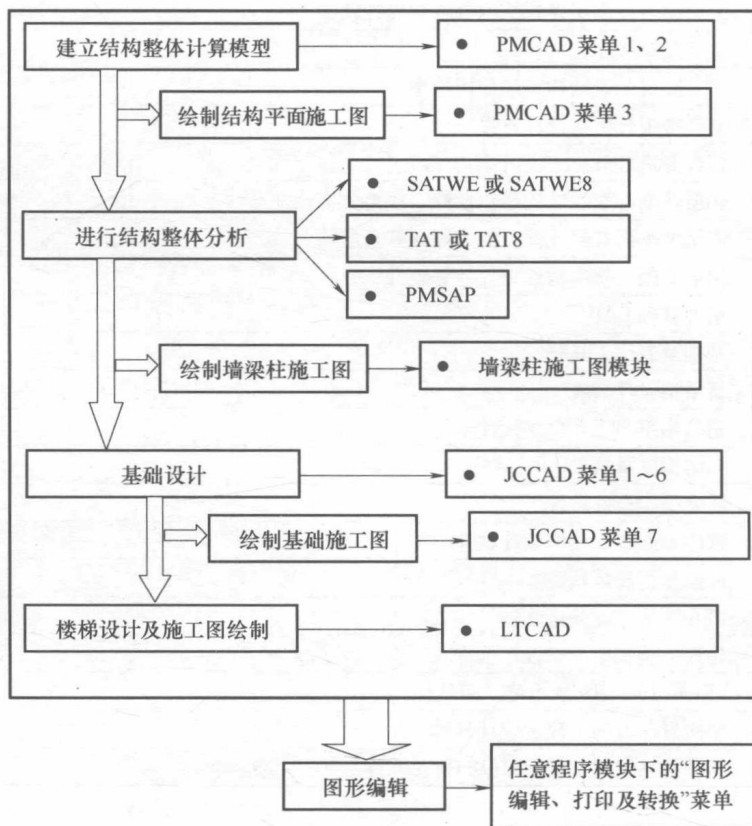 建立结构整体计算模型
• PMCAD 菜单 1、2
绘制结构平面施工图
• PMCAD 菜单 3
进行结构整体分析
• SATWE 或 SATWE8
• TAT 或 TAT8
• PMSAP
绘制墙梁柱施工图
• 墙梁柱施工图模块
基础设计
• JCCAD 菜单 1～6
绘制基础施工图
• JCCAD 菜单 7
楼梯设计及施工图绘制
• LTCAD
图形编辑
任意程序模块下的“图形
编辑、打印及转换”菜单